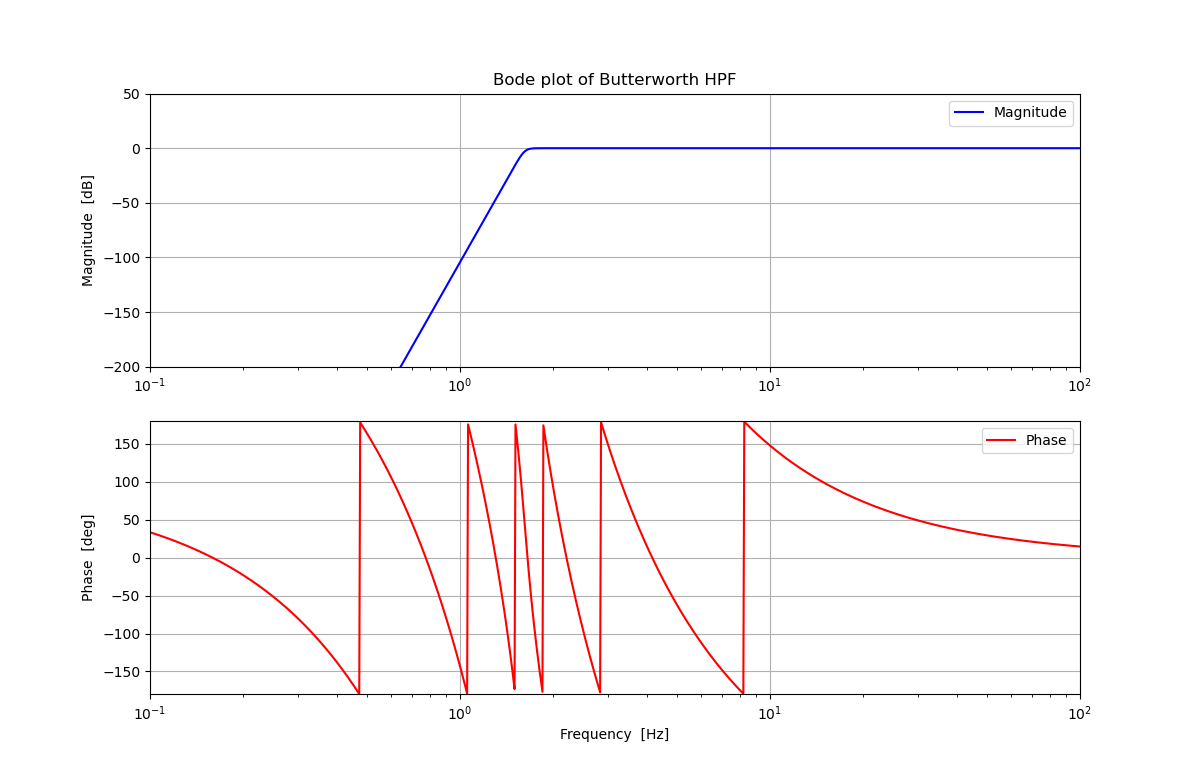 Bode plot of Butterworth HPF
50
0
−50
−100
−150
−200
Magnitude [dB]
Magnitude
10⁻¹ 10⁰ 10¹ 10²
150
100
50
0
−50
−100
−150
Phase [deg]
Phase
10⁻¹ 10⁰ 10¹ 10²
Frequency [Hz]